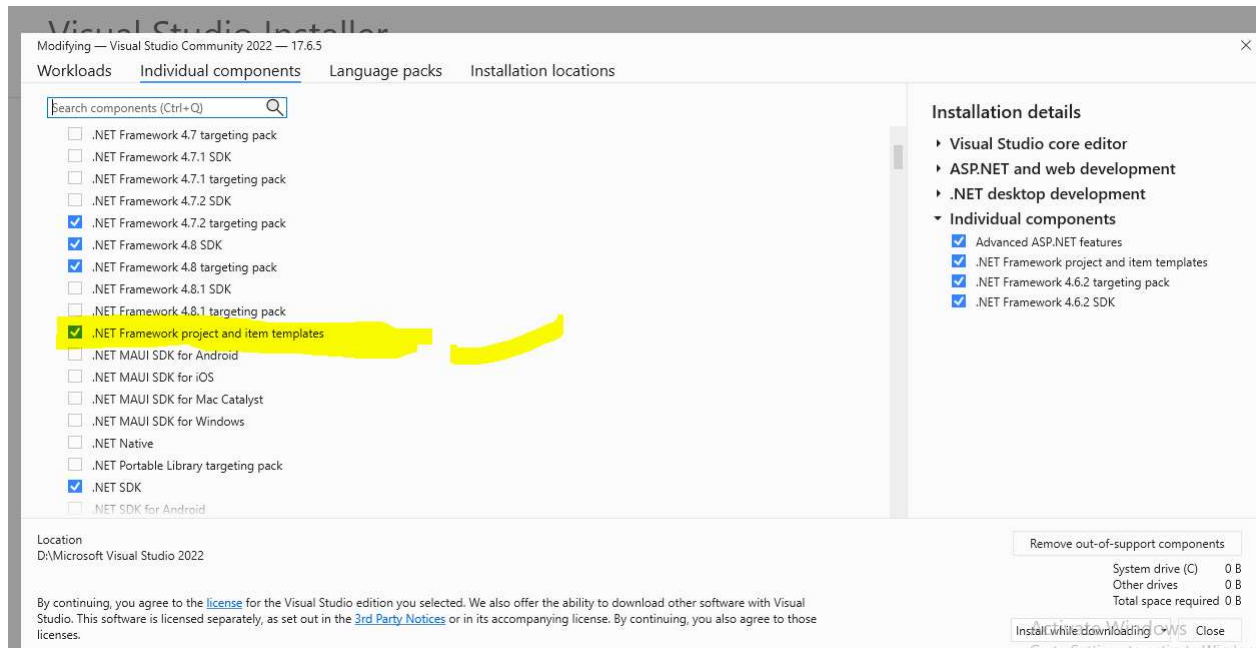 Visual Studio Installer
Modifying — Visual Studio Community 2022 — 17.6.5
Workloads Individual components Language packs Installation locations
Search components (Ctrl+Q)
.NET Framework 4.7 targeting pack
.NET Framework 4.7.1 SDK
.NET Framework 4.7.1 targeting pack
.NET Framework 4.7.2 SDK
.NET Framework 4.7.2 targeting pack
.NET Framework 4.8 SDK
.NET Framework 4.8 targeting pack
.NET Framework 4.8.1 SDK
.NET Framework 4.8.1 targeting pack
.NET Framework project and item templates
.NET MAUI SDK for Android
.NET MAUI SDK for iOS
.NET MAUI SDK for Mac Catalyst
.NET MAUI SDK for Windows
.NET Native
.NET Portable Library targeting pack
.NET SDK
.NET SDK for Android
Installation details
Visual Studio core editor
ASP.NET and web development
.NET desktop development
Individual components
Advanced ASP.NET features
.NET Framework project and item templates
.NET Framework 4.6.2 targeting pack
.NET Framework 4.6.2 SDK
Location
D:\Microsoft Visual Studio 2022
By continuing, you agree to the license for the Visual Studio edition you selected. We also offer the ability to download other software with Visual
Studio. This software is licensed separately, as set out in the 3rd Party Notices or in its accompanying license. By continuing, you also agree to those
licenses.
Remove out-of-support components
System drive (C) 0 B
Other drives 0 B
Total space required 0 B
Install while downloading Close
Activate Windows